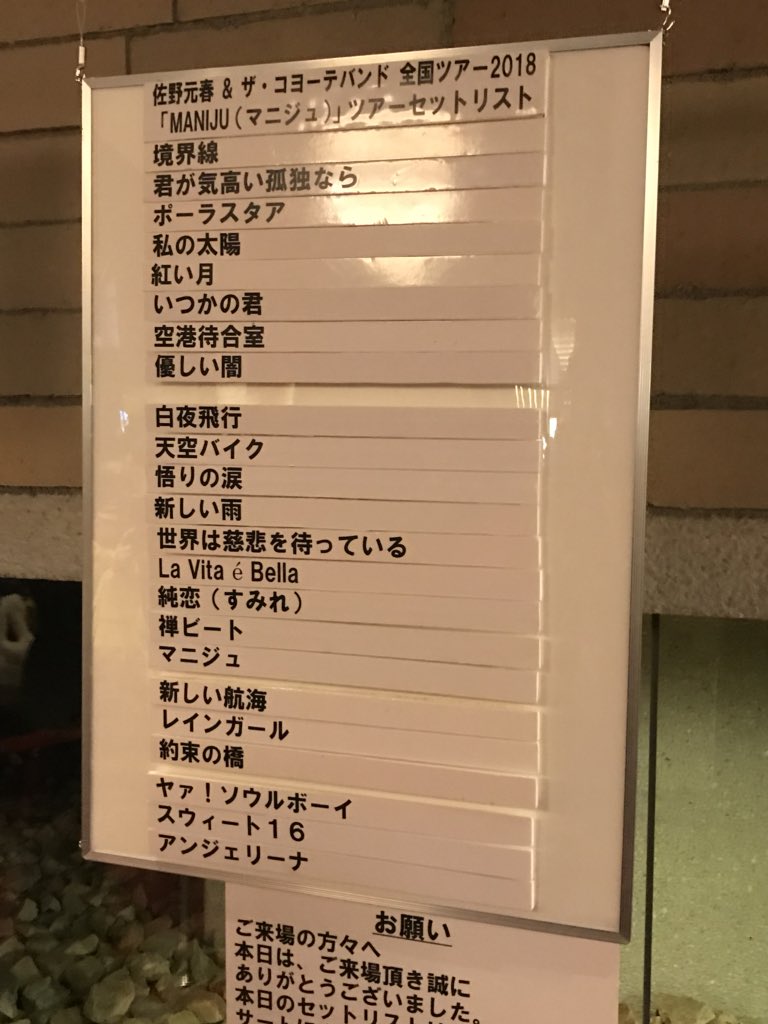 佐野元春 & ザ・コヨーテバンド 全国ツアー2018
「MANIJU(マニジュ)」ツアーセットリスト
境界線
君が気高い孤独なら
ポーラスタア
私の太陽
紅い月
いつかの君
空港待合室
優しい闇
白夜飛行
天空バイク
悟りの涙
新しい雨
世界は慈悲を待っている
La Vita é Bella
純恋(すみれ)
禅ビート
マニジュ
新しい航海
レインガール
約束の橋
ヤァ!ソウルボーイ
スウィート16
アンジェリーナ
お願い
ご来場の方々へ
本日は、ご来場頂き誠に
ありがとうございました。
本日のセットリストは